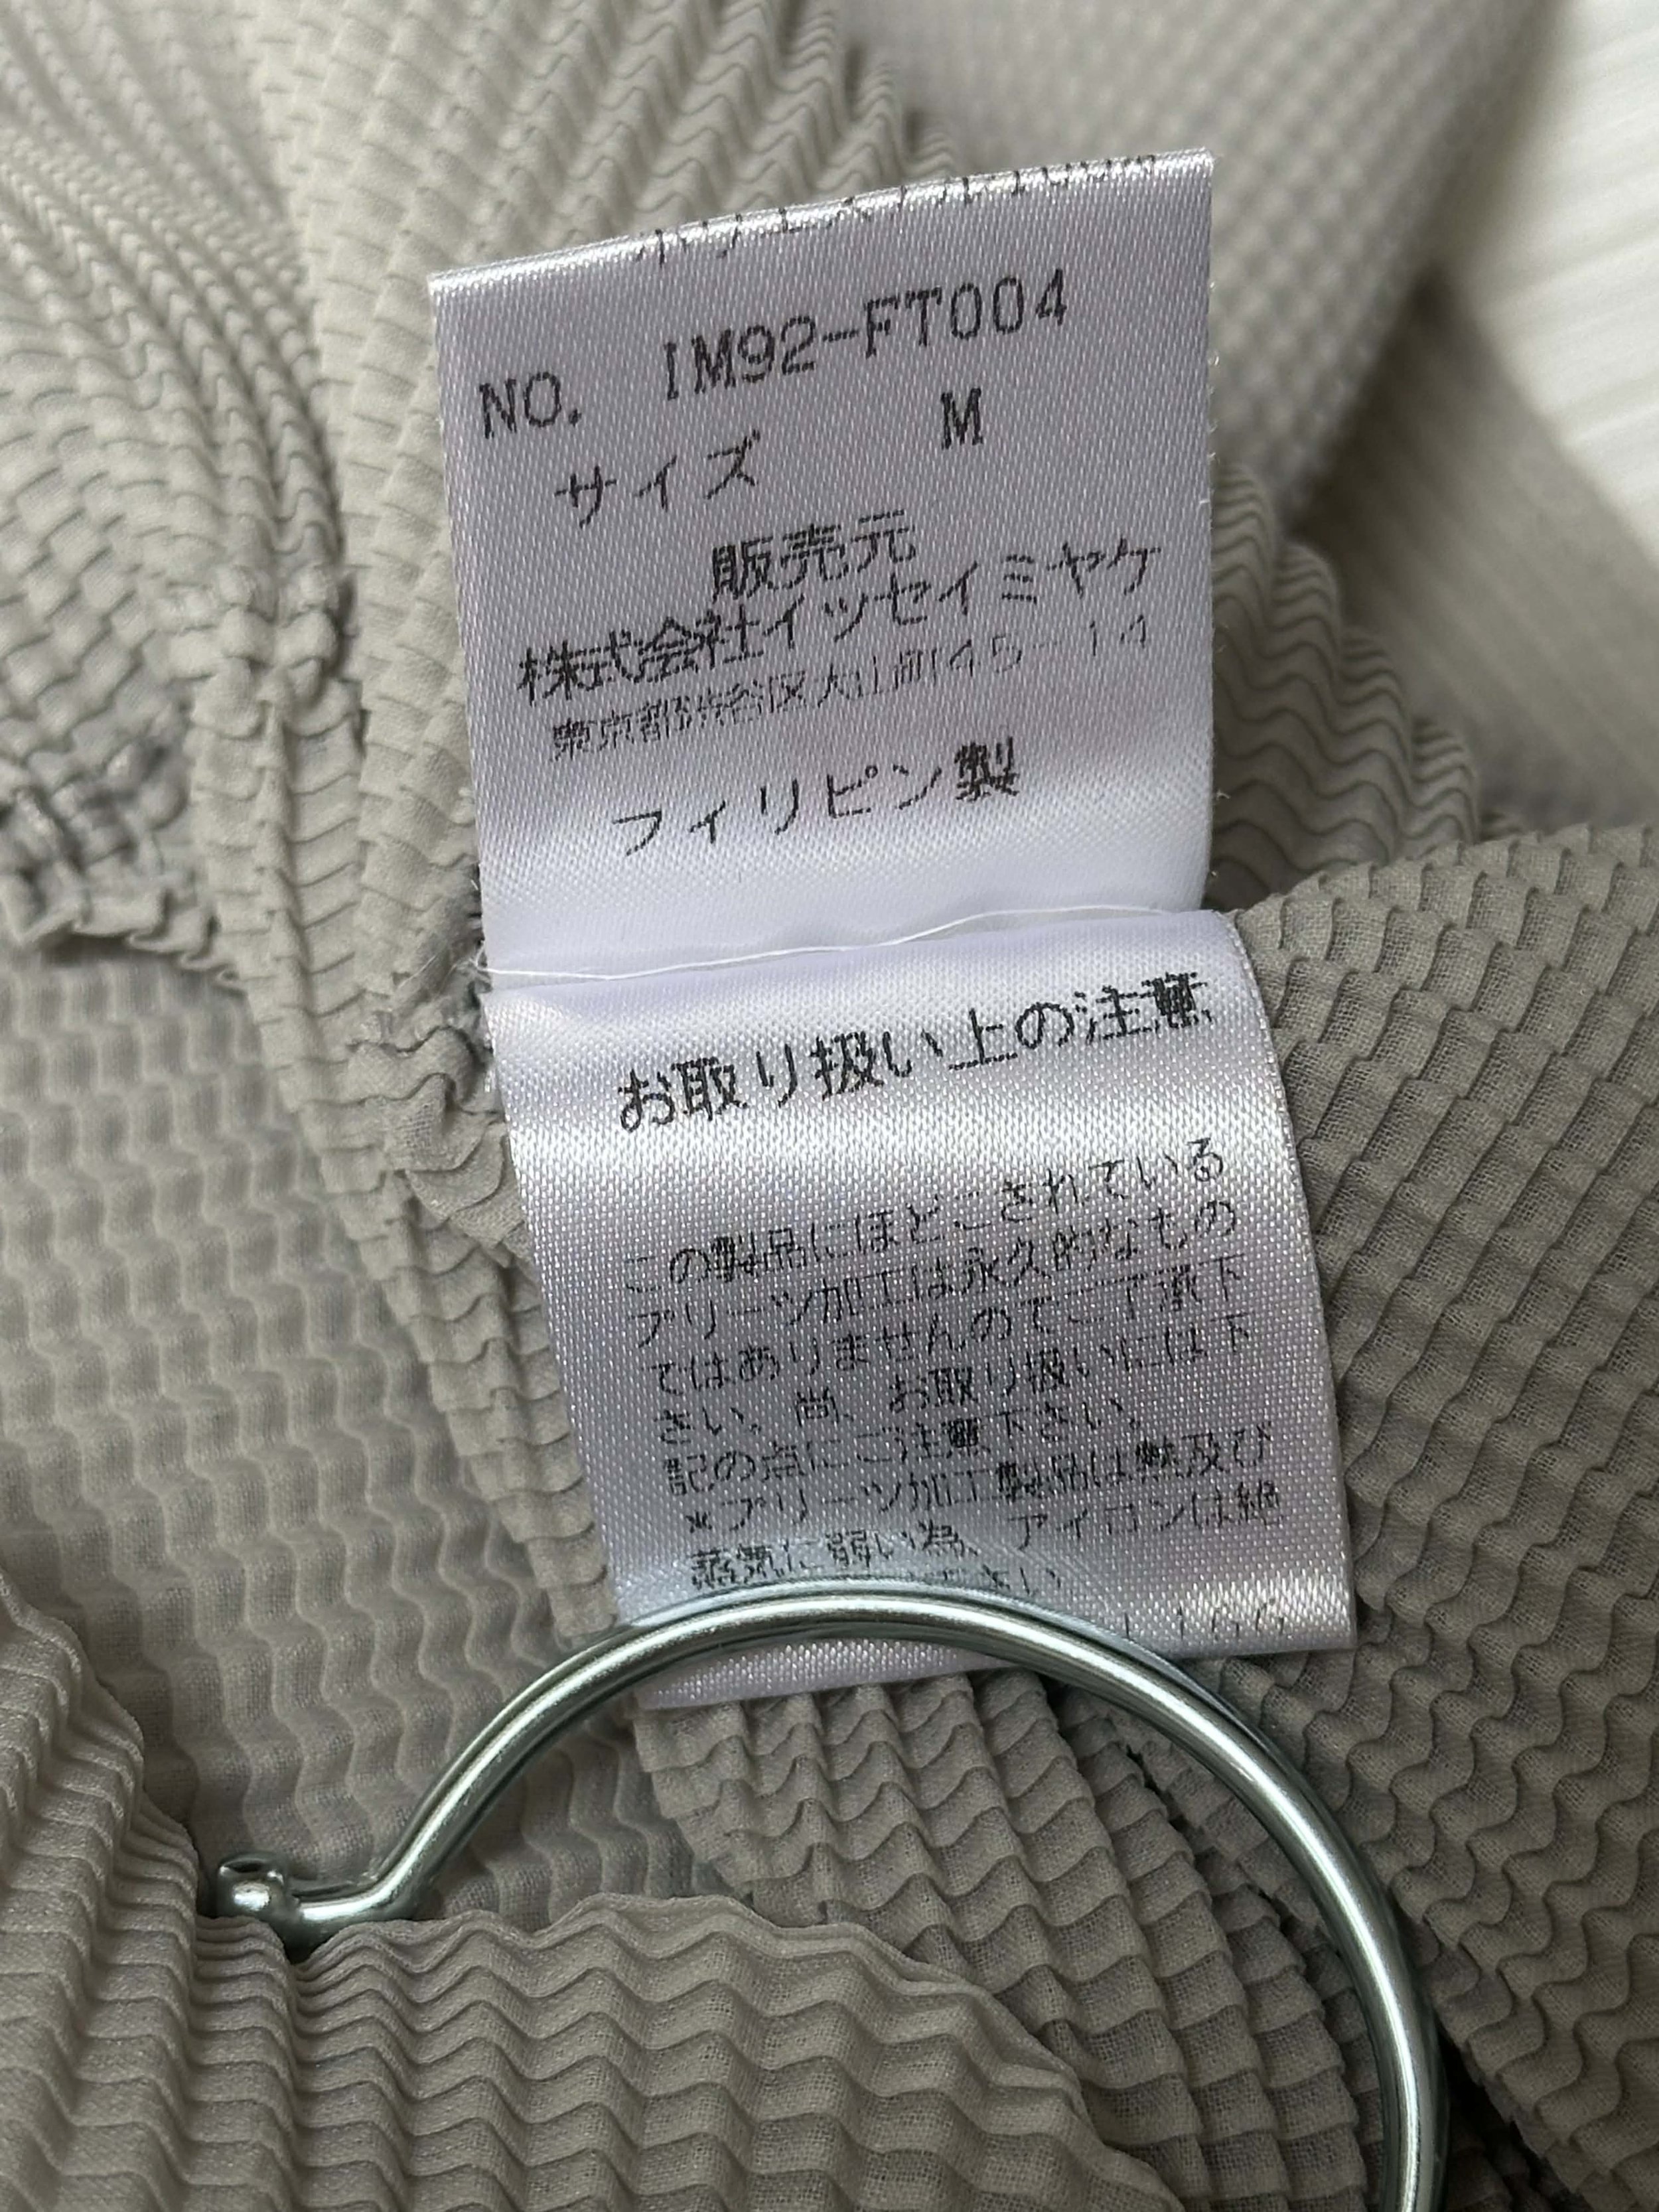 NO. IM92-FT004
サイズ M
販売元
株式会社イッセイミヤケ
東京都渋谷区大山町45-14
フィリピン製
お取り扱い上の注意
この製品にほどこされている
プリーツ加工は永久的なもの
ではありませんのでご了承下
さい。尚、お取り扱いには下
記の点にご注意下さい。
*プリーツ加工製品は熱及び
蒸気に弱い為、アイロンは絶
さい